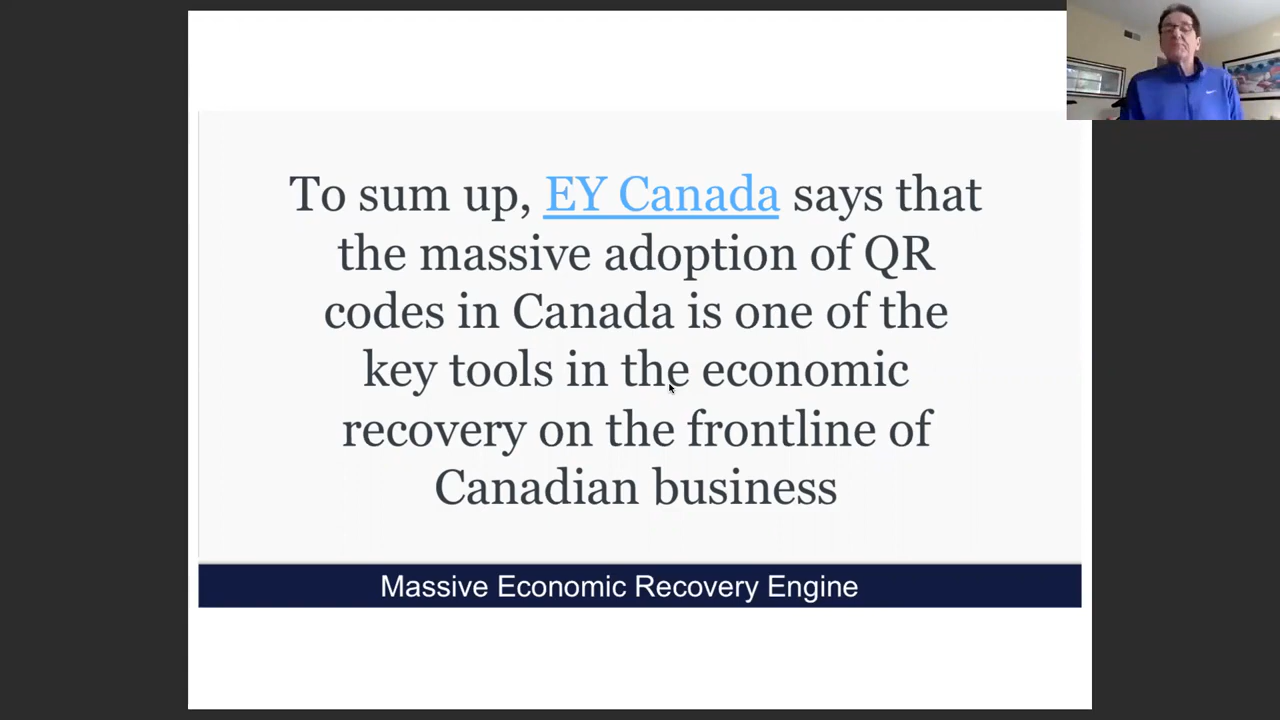 To sum up, EY Canada says that
the massive adoption of QR
codes in Canada is one of the
key tools in the economic
recovery on the frontline of
Canadian business
Massive Economic Recovery Engine